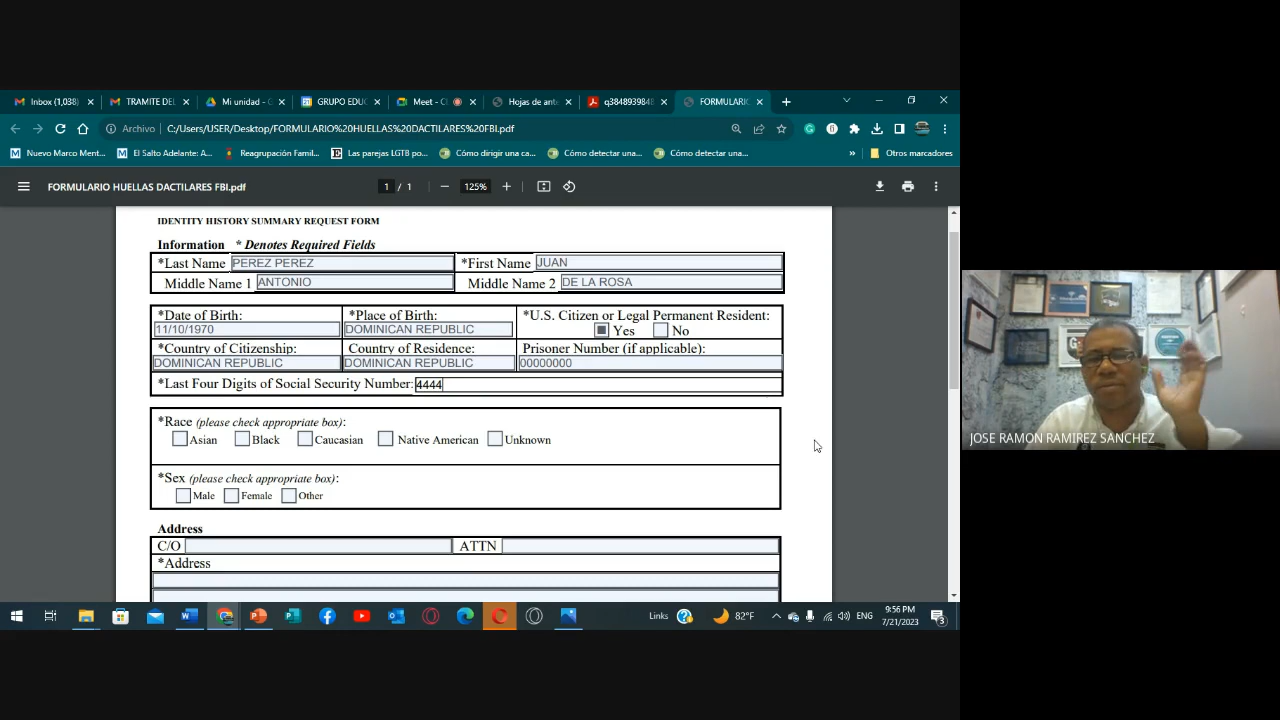 Inbox (1,038)
TRAMITE DEL
Mi unidad - G
GRUPO EDUC
Meet - C
Hojas de ante
q3848939848
FORMULARIO
Archivo
C:/Users/USER/Desktop/FORMULARIO%20HUELLAS%20DACTILARES%20FBI.pdf
Nuevo Marco Ment...
El Salto Adelante: A...
Reagrupación Famil...
Las parejas LGTB po...
Cómo dirigir una ca...
Cómo detectar una...
Cómo detectar una...
»
Otros marcadores
FORMULARIO HUELLAS DACTILARES FBI.pdf
1 / 1
125%
IDENTITY HISTORY SUMMARY REQUEST FORM
Information * Denotes Required Fields
*Last Name PEREZ PEREZ *First Name JUAN
Middle Name 1 ANTONIO Middle Name 2 DE LA ROSA
*Date of Birth: *Place of Birth: *U.S. Citizen or Legal Permanent Resident:
11/10/1970 DOMINICAN REPUBLIC Yes No
*Country of Citizenship: Country of Residence: Prisoner Number (if applicable):
DOMINICAN REPUBLIC DOMINICAN REPUBLIC 00000000
*Last Four Digits of Social Security Number: 4444
*Race (please check appropriate box):
Asian Black Caucasian Native American Unknown
*Sex (please check appropriate box):
Male Female Other
Address
C/O ATTN
*Address
JOSE RAMON RAMIREZ SANCHEZ
Links
82°F
ENG
9:56 PM
7/21/2023
3